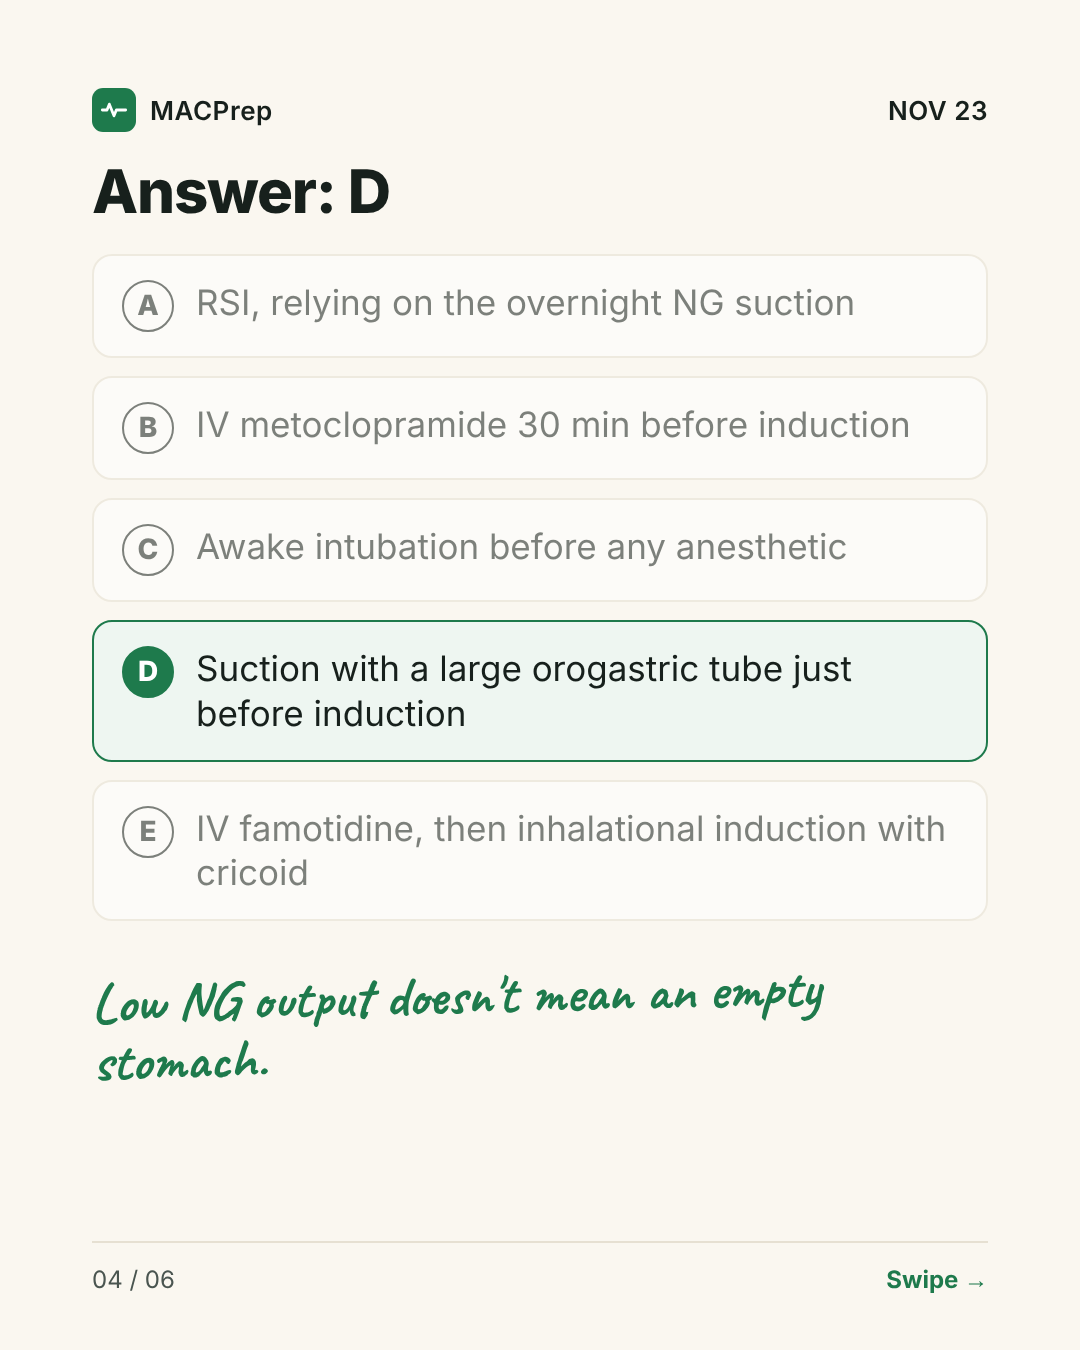 MACPrep
NOV 23
Answer: D
A RSI, relying on the overnight NG suction
B IV metoclopramide 30 min before induction
C Awake intubation before any anesthetic
D Suction with a large orogastric tube just
before induction
E IV famotidine, then inhalational induction with
cricoid
Low NG output doesn't mean an empty
stomach.
04 / 06
Swipe →